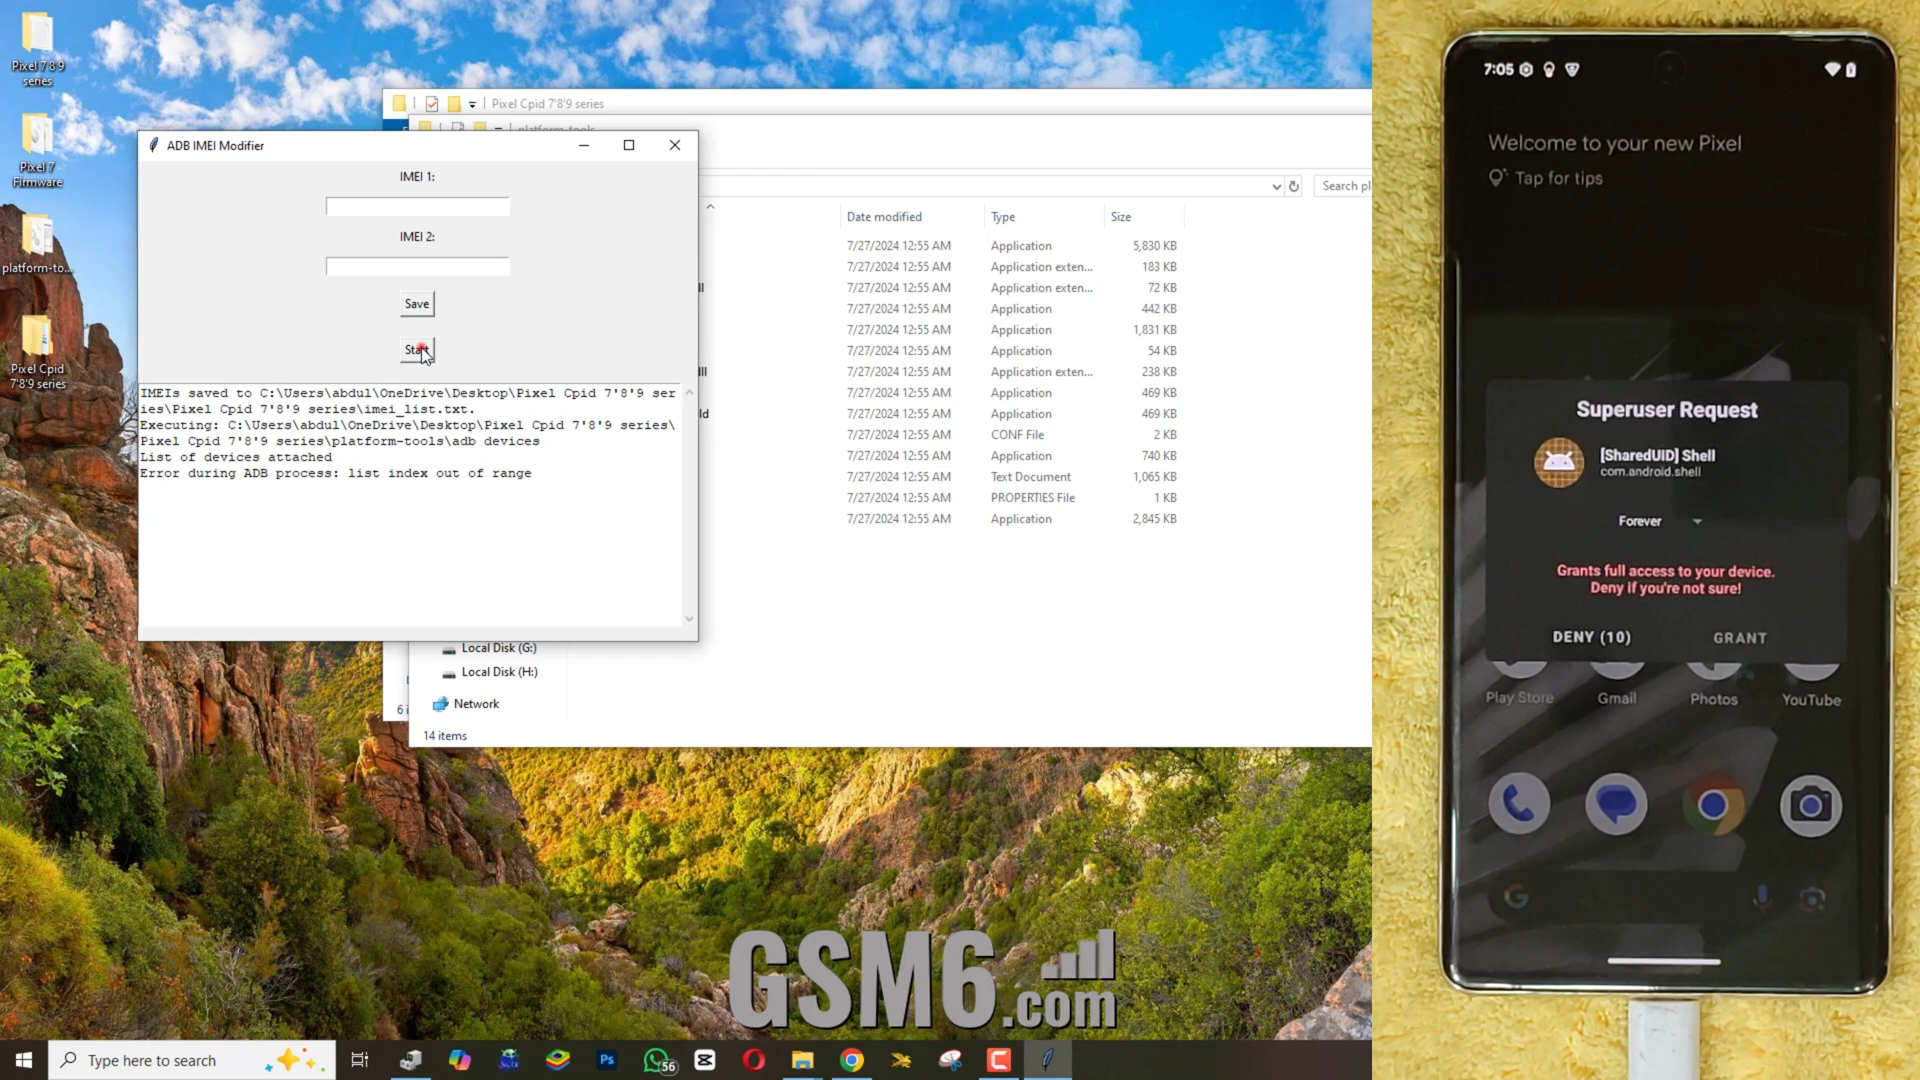 Pixel 7'8'9
series
Pixel 7
Firmware
platform-to...
Pixel Cpid
7'8'9 series
Pixel Cpid 7'8'9 series
platform-tools
Search pl
Date modified Type Size
7/27/2024 12:55 AM Application 5,830 KB
7/27/2024 12:55 AM Application exten... 183 KB
7/27/2024 12:55 AM Application exten... 72 KB
7/27/2024 12:55 AM Application 442 KB
7/27/2024 12:55 AM Application 1,831 KB
7/27/2024 12:55 AM Application 54 KB
7/27/2024 12:55 AM Application exten... 238 KB
7/27/2024 12:55 AM Application 469 KB
7/27/2024 12:55 AM Application 469 KB
7/27/2024 12:55 AM CONF File 2 KB
7/27/2024 12:55 AM Application 740 KB
7/27/2024 12:55 AM Text Document 1,065 KB
7/27/2024 12:55 AM PROPERTIES File 1 KB
7/27/2024 12:55 AM Application 2,845 KB
ADB IMEI Modifier
IMEI 1:
IMEI 2:
Save
Start
IMEIs saved to C:\Users\abdul\OneDrive\Desktop\Pixel Cpid 7'8'9 ser
ies\Pixel Cpid 7'8'9 series\imei_list.txt.
Executing: C:\Users\abdul\OneDrive\Desktop\Pixel Cpid 7'8'9 series\
Pixel Cpid 7'8'9 series\platform-tools\adb devices
List of devices attached
Error during ADB process: list index out of range
Local Disk (G:)
Local Disk (H:)
Network
14 items
GSM6.com
Type here to search
56
7:05
Welcome to your new Pixel
Tap for tips
Superuser Request
[SharedUID] Shell
com.android.shell
Forever
Grants full access to your device.
Deny if you're not sure!
DENY (10) GRANT
Play Store Gmail Photos YouTube